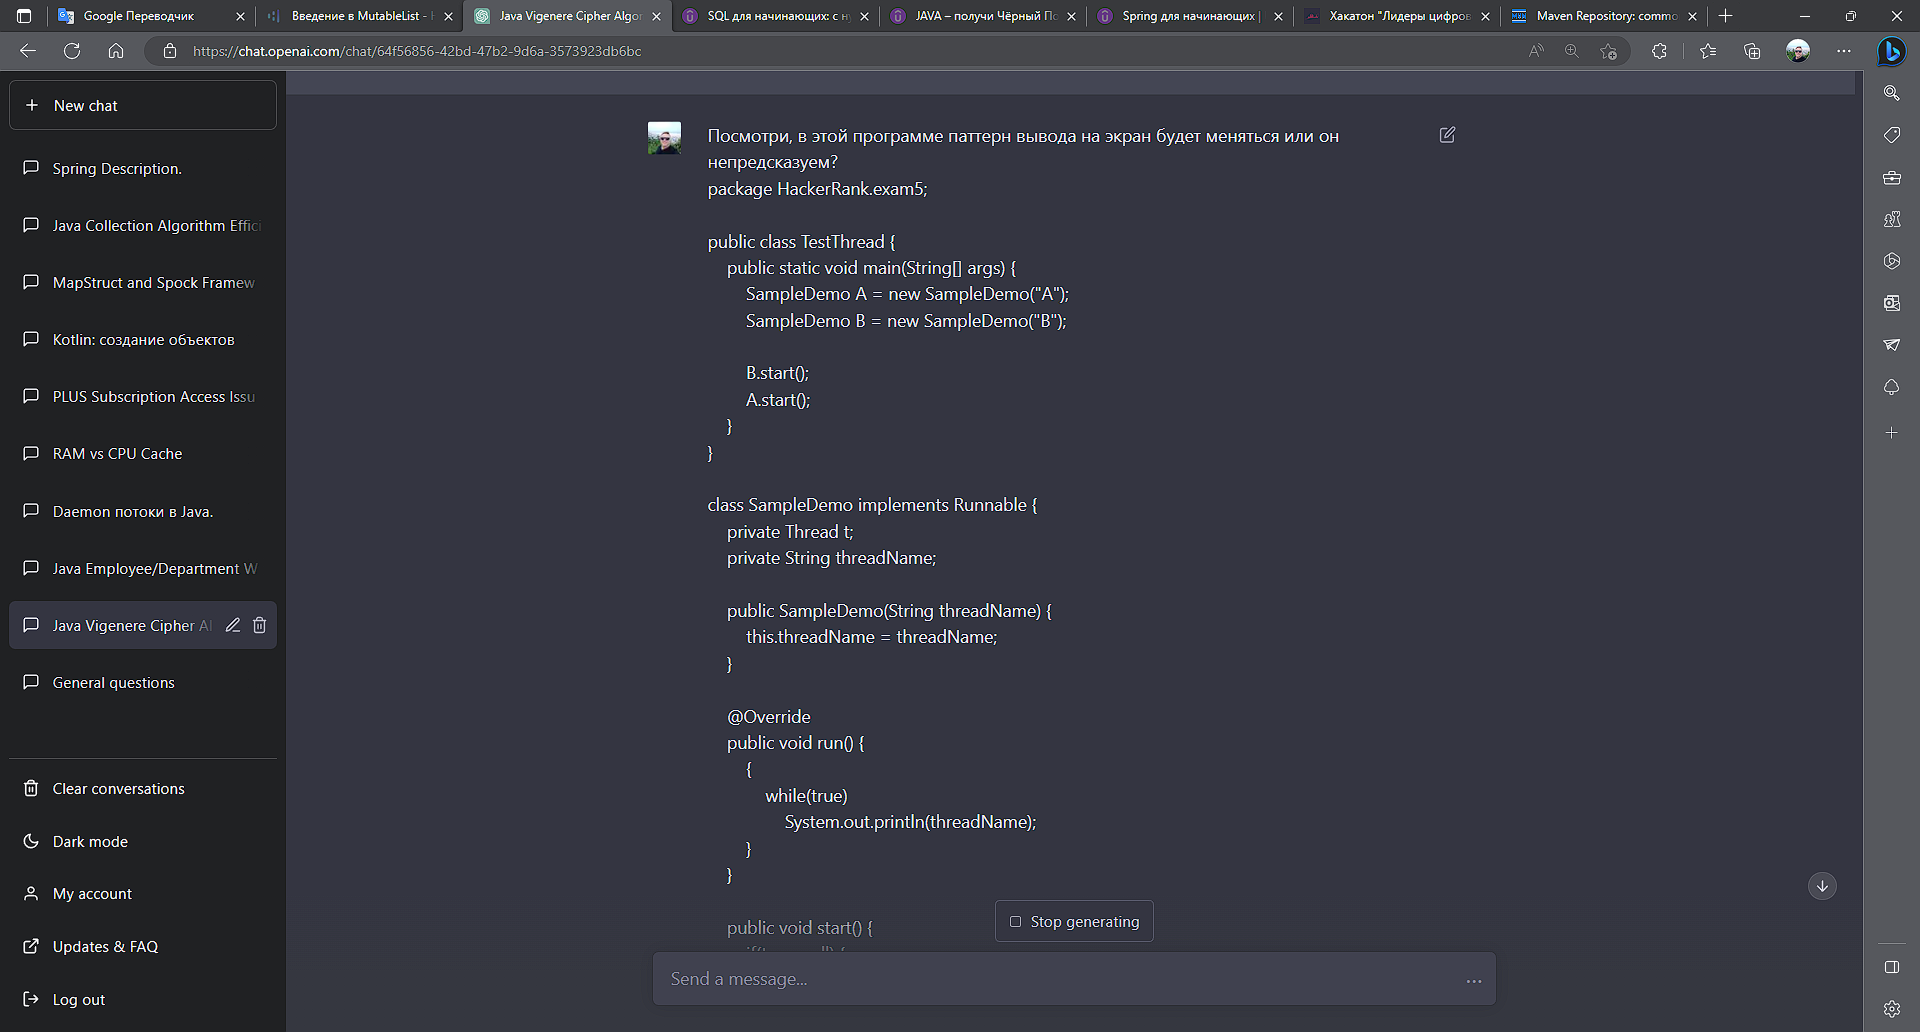 Google Переводчик
Введение в MutableList -
Java Vigenere Cipher Algor
SQL для начинающих: с н
JAVA – получи Чёрный По
Spring для начинающих |
Хакатон "Лидеры цифров
Maven Repository: commo
https://chat.openai.com/chat/64f56856-42bd-47b2-9d6a-3573923db6bc
New chat
Spring Description.
Java Collection Algorithm Effici
MapStruct and Spock Framew
Kotlin: создание объектов
PLUS Subscription Access Issu
RAM vs CPU Cache
Daemon потоки в Java.
Java Employee/Department W
Java Vigenere Cipher Al
General questions
Clear conversations
Dark mode
My account
Updates & FAQ
Log out
Посмотри, в этой программе паттерн вывода на экран будет меняться или он
непредсказуем?
package HackerRank.exam5;
public class TestThread {
public static void main(String[] args) {
SampleDemo A = new SampleDemo("A");
SampleDemo B = new SampleDemo("B");
B.start();
A.start();
}
}
class SampleDemo implements Runnable {
private Thread t;
private String threadName;
public SampleDemo(String threadName) {
this.threadName = threadName;
}
@Override
public void run() {
{
while(true)
System.out.println(threadName);
}
}
public void start() {
Stop generating
Send a message...